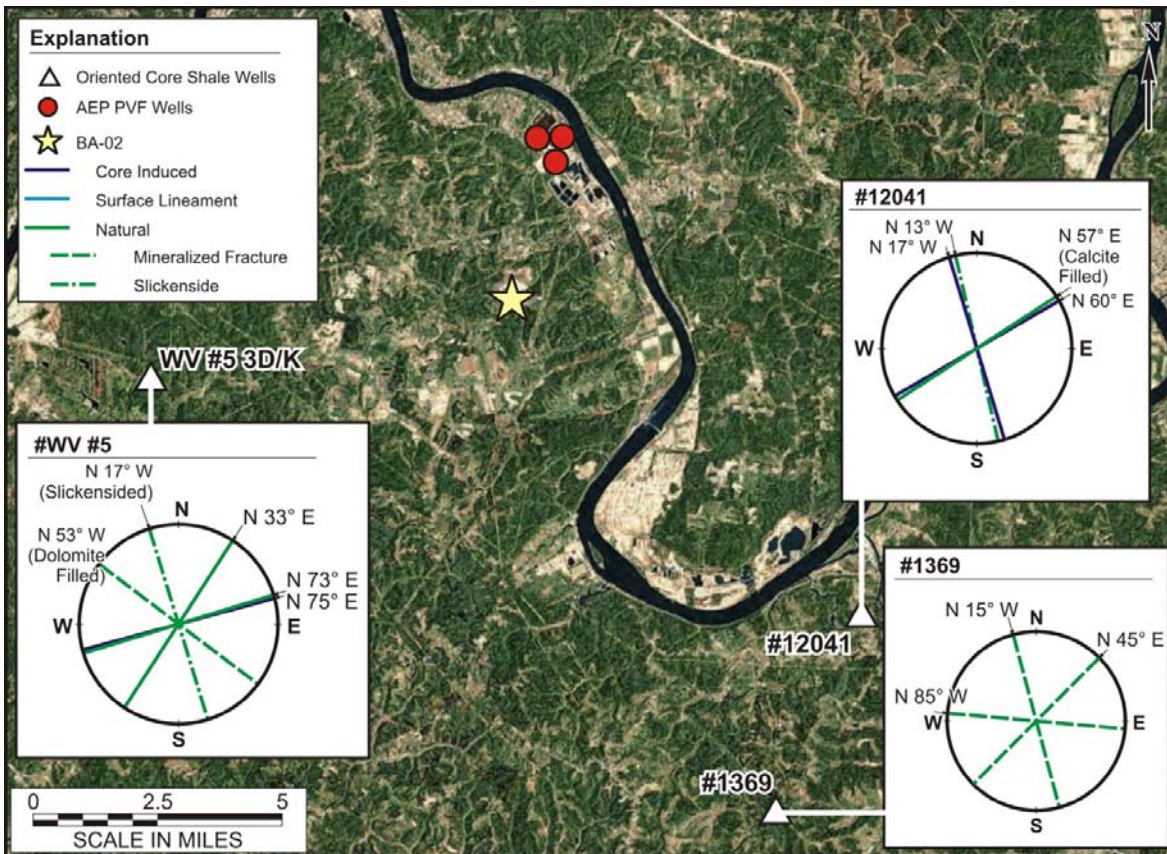 Explanation
Oriented Core Shale Wells
AEP PVF Wells
BA-02
Core Induced
Surface Lineament
Natural
Mineralized Fracture
Slickenside
N
#12041
N 13° W
N 17° W
N
N 57° E
(Calcite
Filled)
N 60° E
W
E
S
WV #5 3D/K
#WV #5
N 17° W
(Slickensided)
N
N 33° E
N 53° W
(Dolomite
Filled)
N 73° E
N 75° E
W
E
S
#12041
#1369
N 15° W
N
N 45° E
N 85° W
W
E
S
#1369
0 2.5 5
SCALE IN MILES